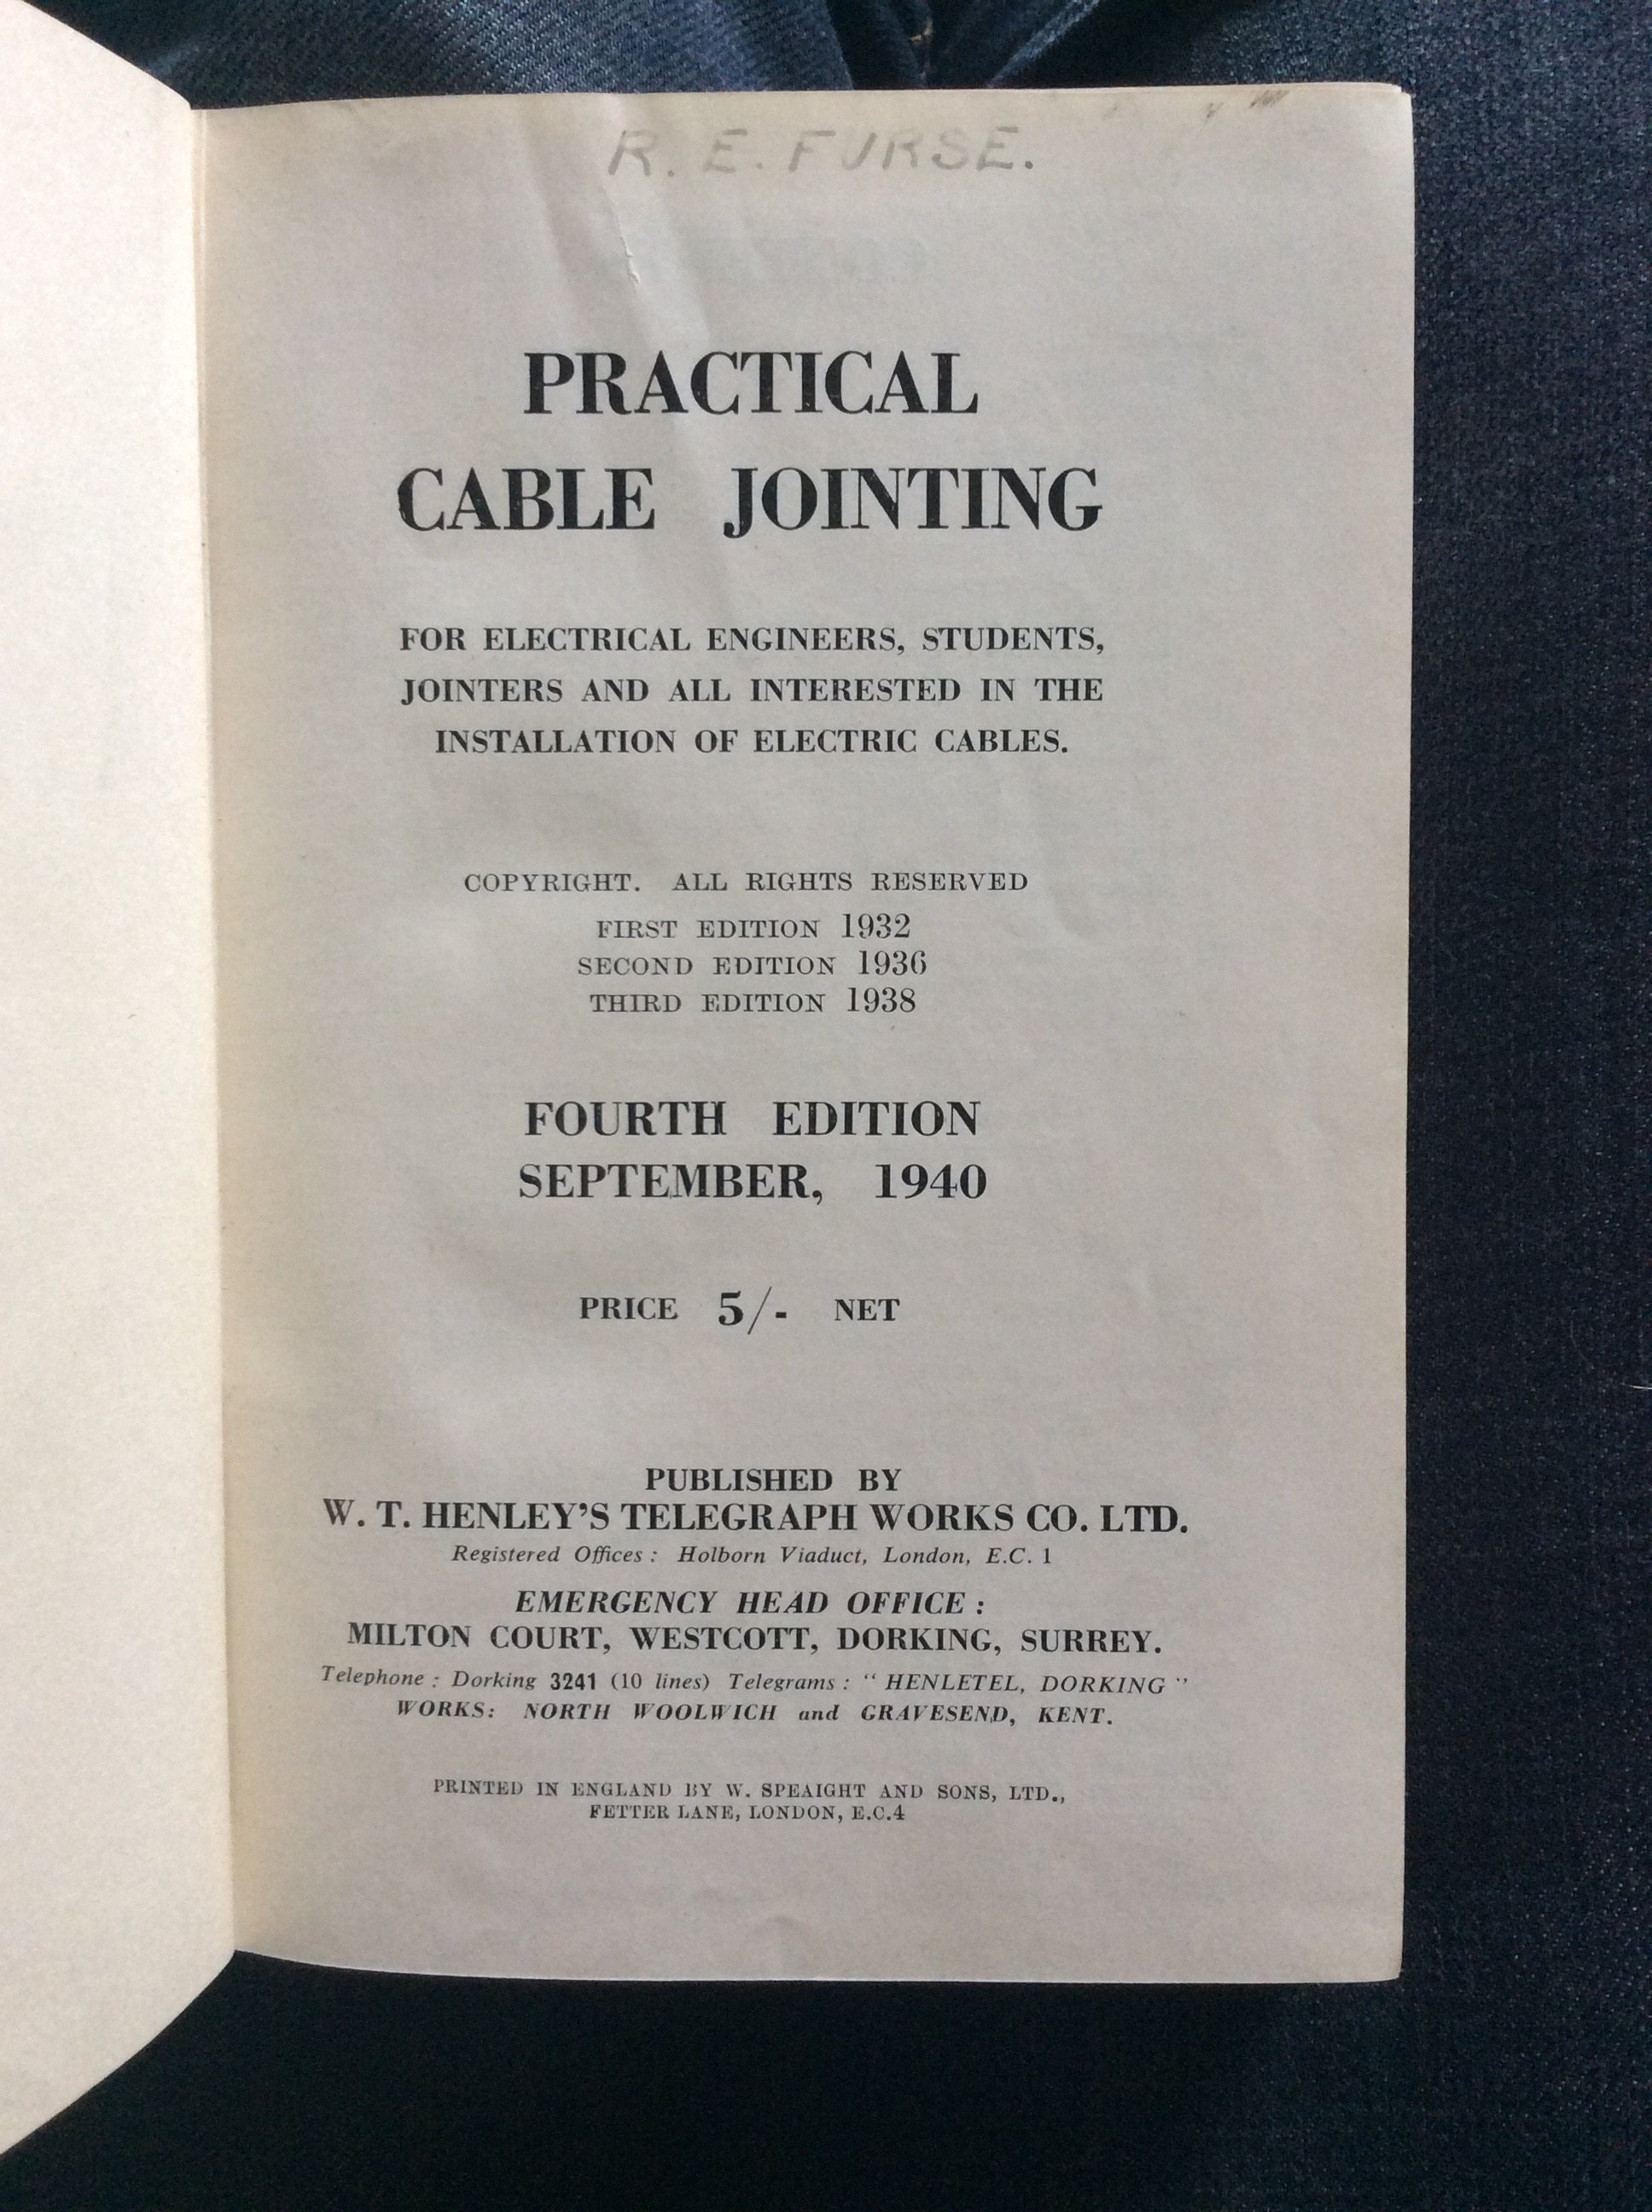 R. E. FURSE.
PRACTICAL
CABLE JOINTING
FOR ELECTRICAL ENGINEERS, STUDENTS,
JOINTERS AND ALL INTERESTED IN THE
INSTALLATION OF ELECTRIC CABLES.
COPYRIGHT. ALL RIGHTS RESERVED
FIRST EDITION 1932
SECOND EDITION 1936
THIRD EDITION 1938
FOURTH EDITION
SEPTEMBER, 1940
PRICE 5/- NET
PUBLISHED BY
W. T. HENLEY'S TELEGRAPH WORKS CO. LTD.
Registered Offices : Holborn Viaduct, London, E.C. 1
EMERGENCY HEAD OFFICE :
MILTON COURT, WESTCOTT, DORKING, SURREY.
Telephone : Dorking 3241 (10 lines) Telegrams : "HENLETEL, DORKING"
WORKS: NORTH WOOLWICH and GRAVESEND, KENT.
PRINTED IN ENGLAND BY W. SPEAIGHT AND SONS, LTD.,
FETTER LANE, LONDON, E.C.4